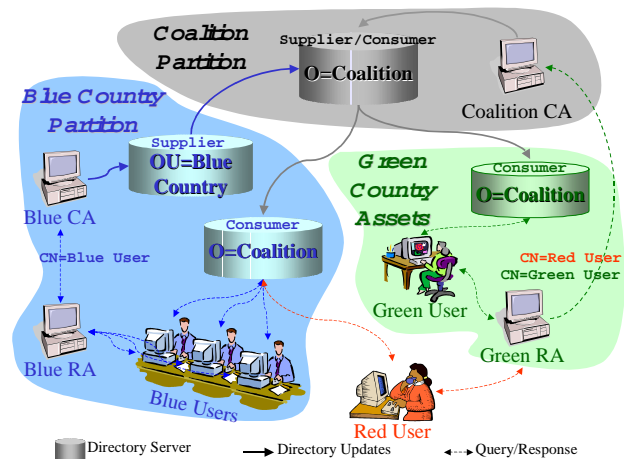 Coalition
Partition
Supplier/Consumer
O=Coalition
Coalition CA
Blue Country
Partition
Supplier
OU=Blue
Country
Blue CA
Consumer
O=Coalition
CN=Blue User
Blue RA
Blue Users
Green
Country
Assets
Consumer
O=Coalition
CN=Red User
CN=Green User
Green User
Green RA
Red User
Directory Server
Directory Updates
Query/Response